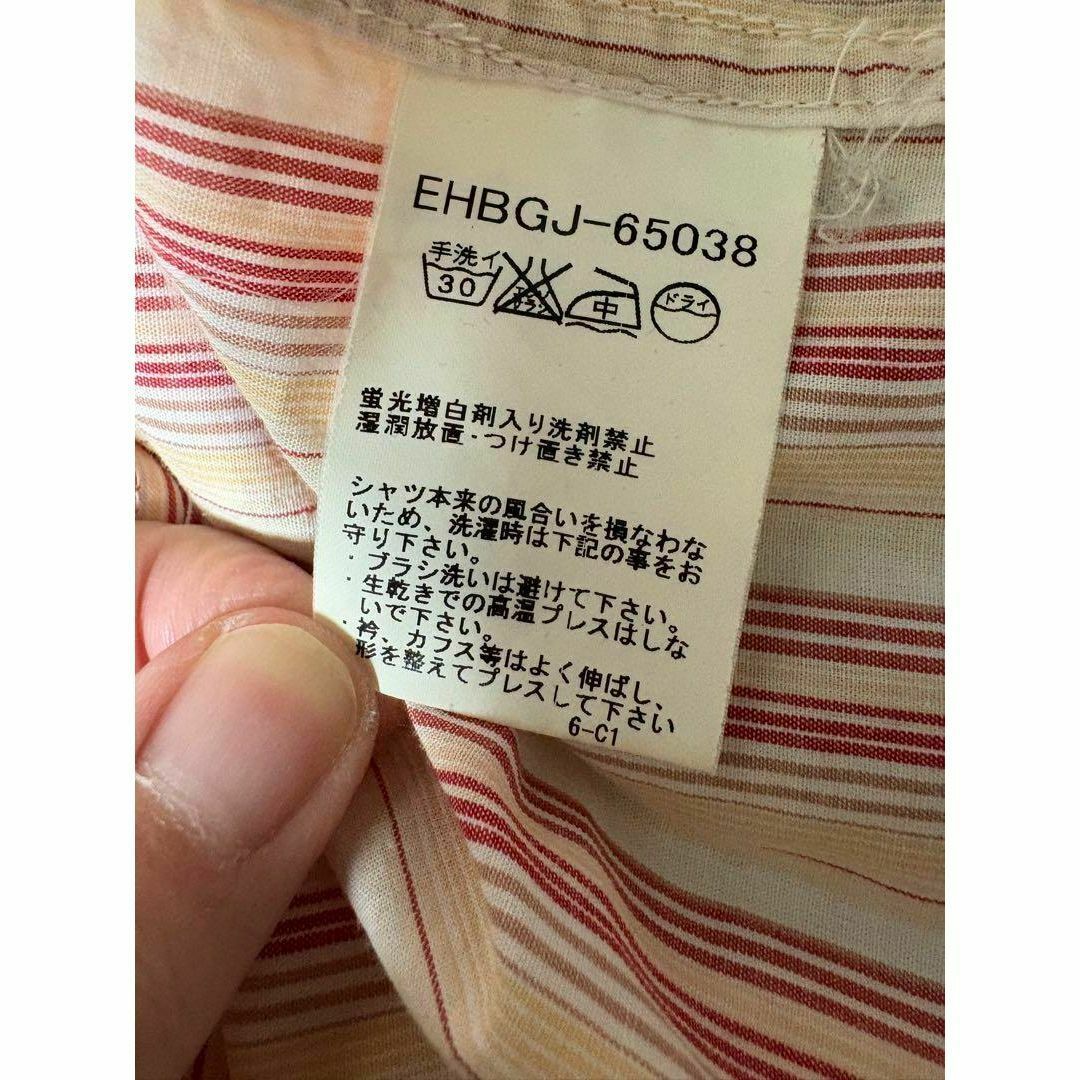 EHBGJ-65038
手洗イ
30
エンソ
サラシ
中
ドライ
蛍光増白剤入り洗剤禁止
湿潤放置・つけ置き禁止
シャツ本来の風合いを損なわな
いため、洗濯時は下記の事をお
守り下さい。
・ブラシ洗いは避けて下さい。
・生乾きでの高温プレスはしな
いで下さい。
・衿、カフス等はよく伸ばし、
形を整えてプレスして下さい
6-C1